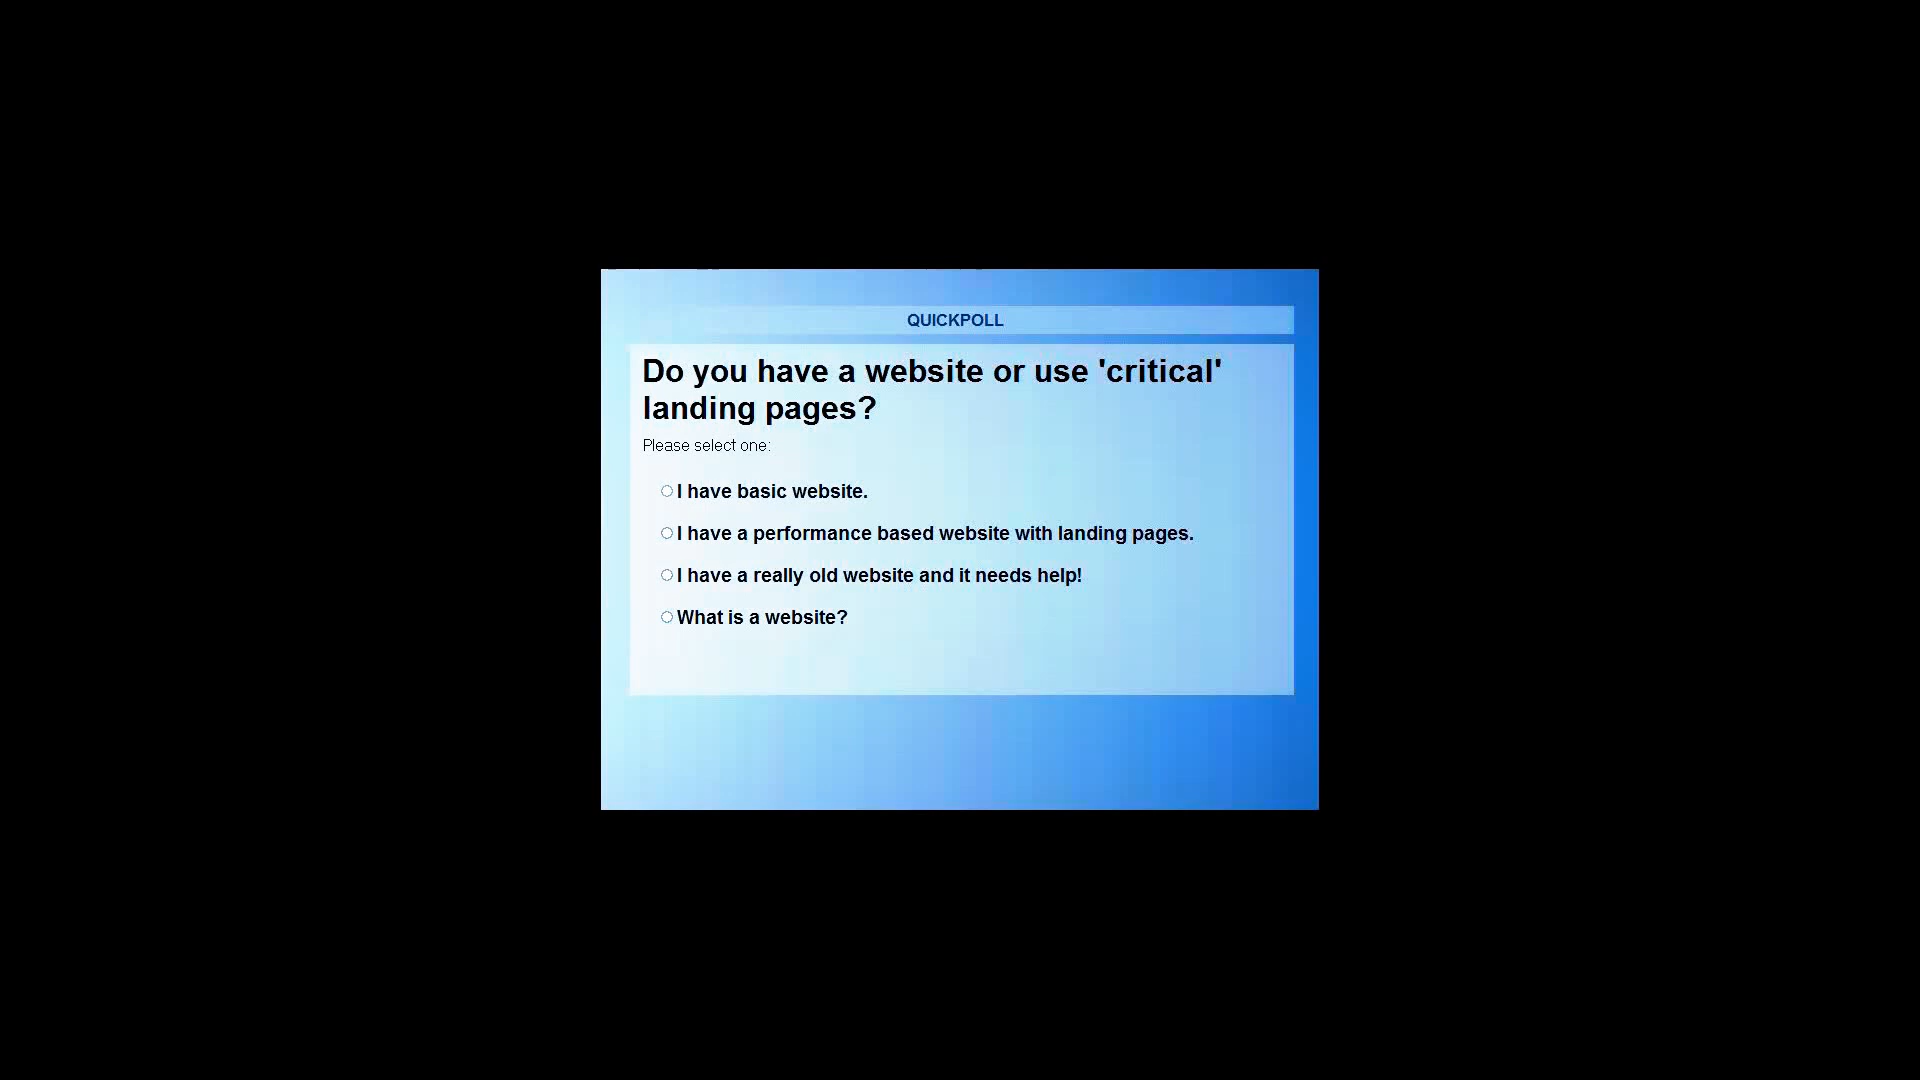 QUICKPOLL
Do you have a website or use 'critical'
landing pages?
Please select one:
I have basic website.
I have a performance based website with landing pages.
I have a really old website and it needs help!
What is a website?